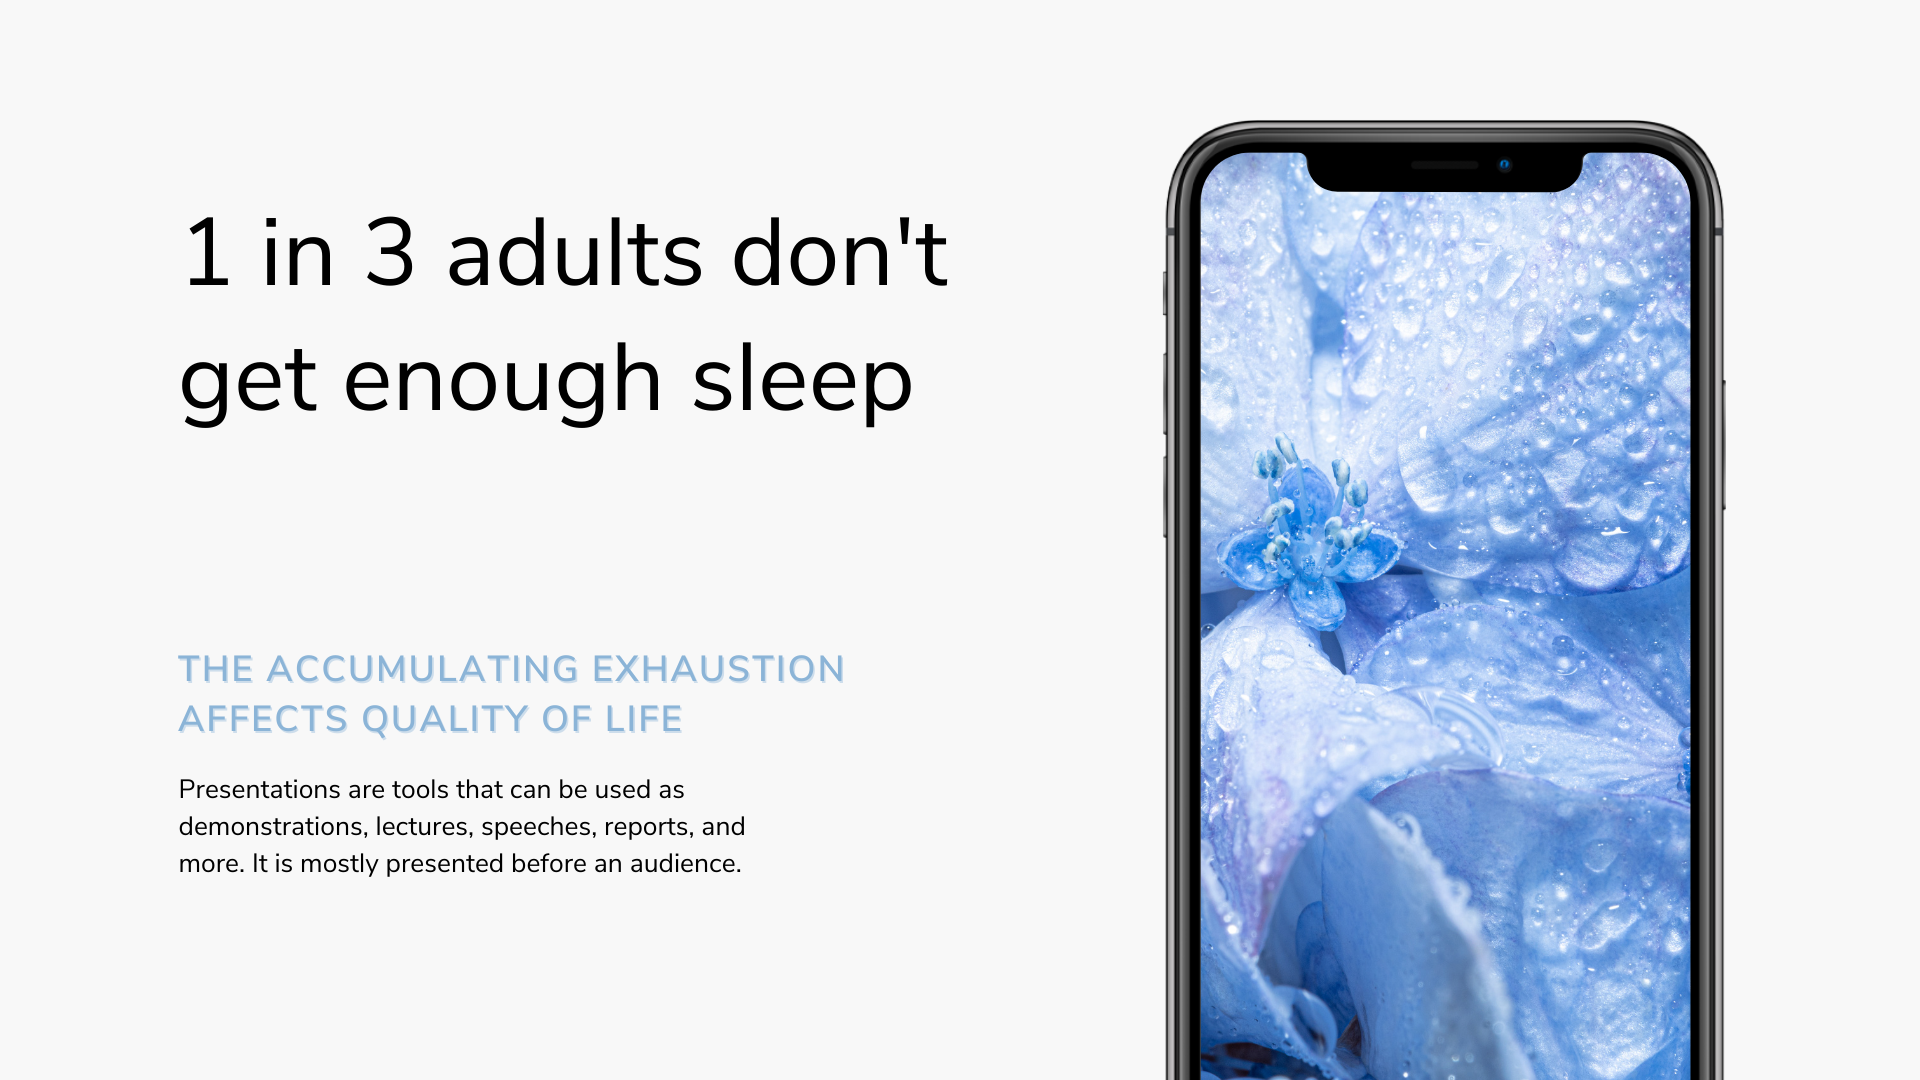 1 in 3 adults don't
get enough sleep
THE ACCUMULATING EXHAUSTION
AFFECTS QUALITY OF LIFE
Presentations are tools that can be used as
demonstrations, lectures, speeches, reports, and
more. It is mostly presented before an audience.